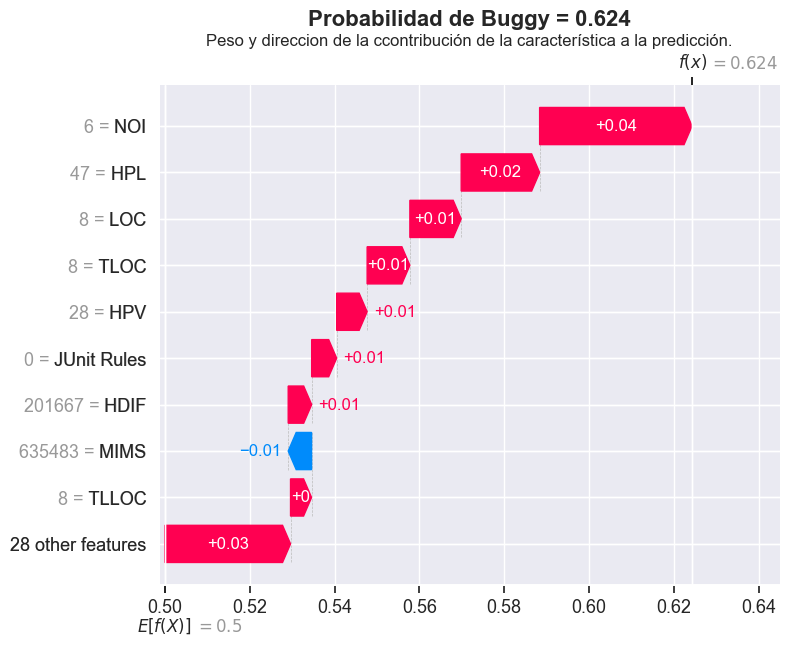 Probabilidad de Buggy = 0.624
Peso y direccion de la ccontribución de la característica a la predicción.
f(x) = 0.624
6 = NOI
+0.04
47 = HPL
+0.02
8 = LOC
+0.01
8 = TLOC
+0.01
28 = HPV
+0.01
0 = JUnit Rules
+0.01
201667 = HDIF
+0.01
635483 = MIMS
−0.01
8 = TLLOC
+0
28 other features
+0.03
0.50 0.52 0.54 0.56 0.58 0.60 0.62 0.64
E[f(X)] = 0.5